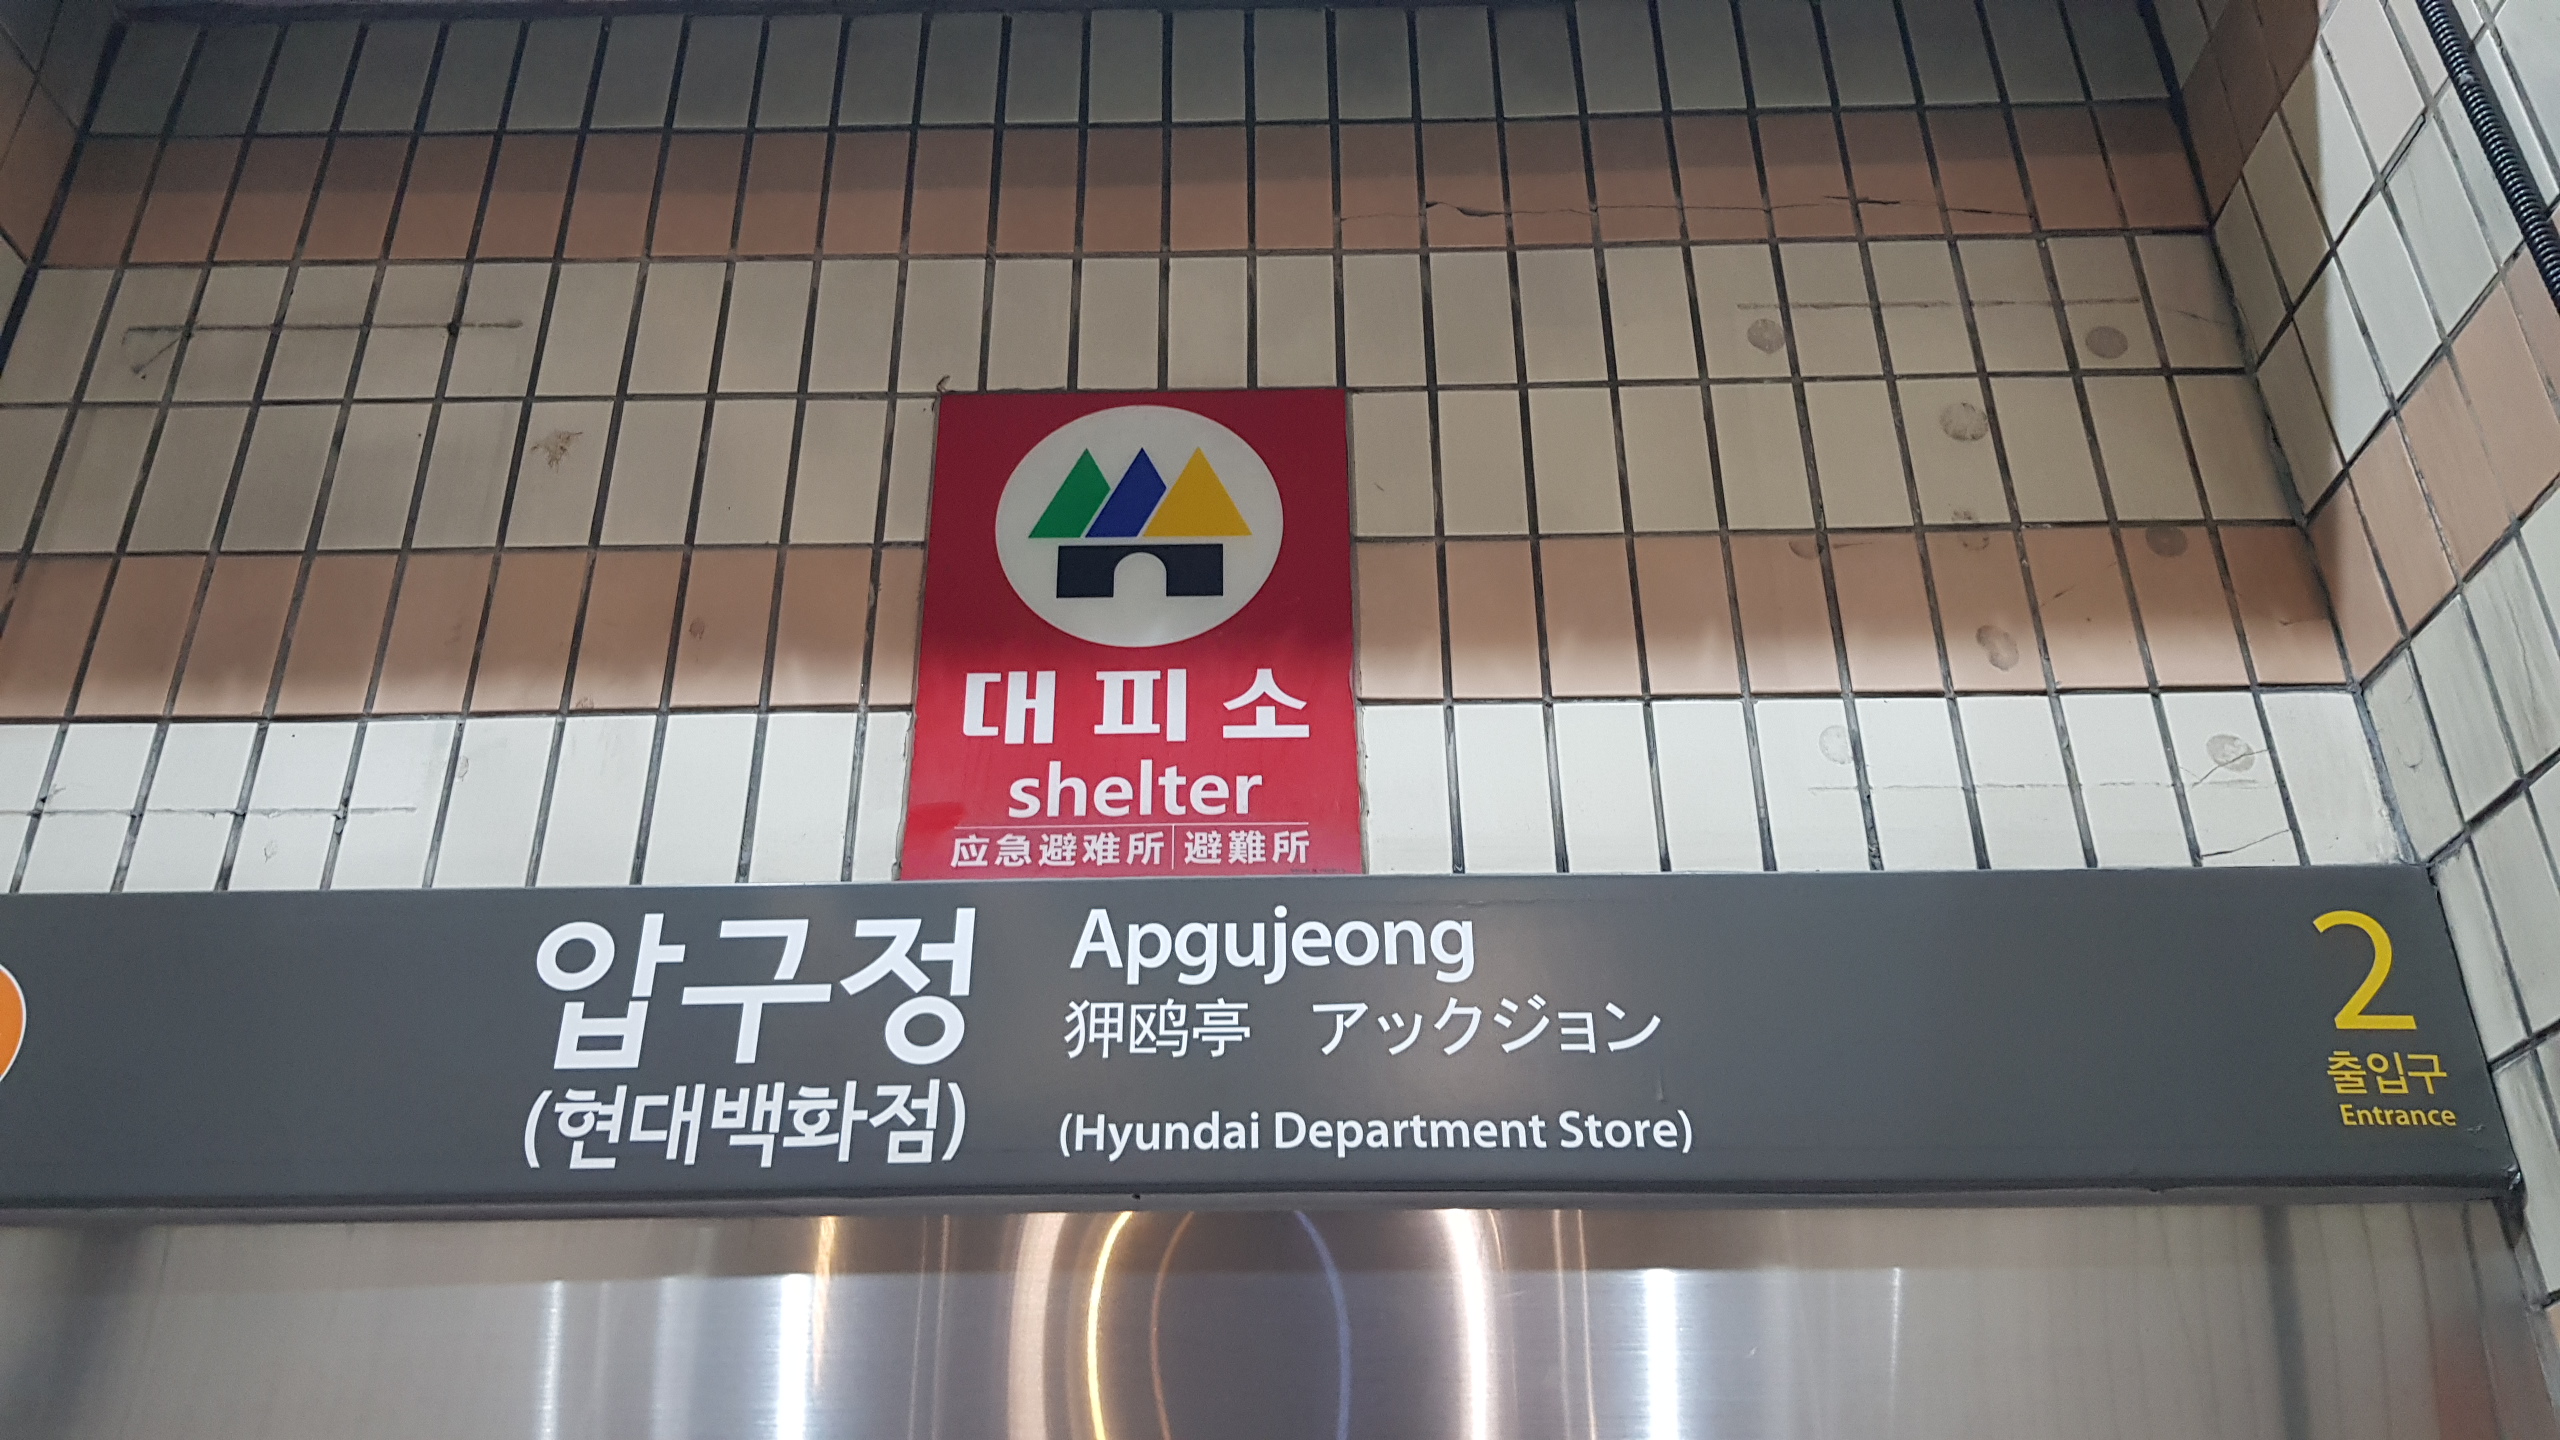 대피소
shelter
应急避难所 避難所
압구정
(현대백화점)
Apgujeong
狎鸥亭 アックジョン
(Hyundai Department Store)
2
출입구
Entrance